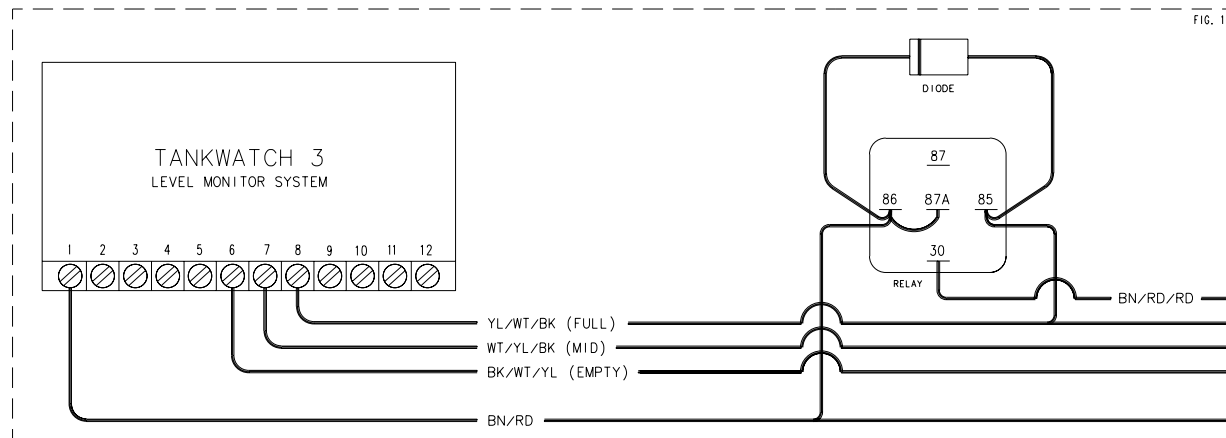 FIG. 1
DIODE
TANKWATCH 3
LEVEL MONITOR SYSTEM
87
86 87A 85
30
RELAY
1 2 3 4 5 6 7 8 9 10 11 12
BN/RD/RD
YL/WT/BK (FULL)
WT/YL/BK (MID)
BK/WT/YL (EMPTY)
BN/RD